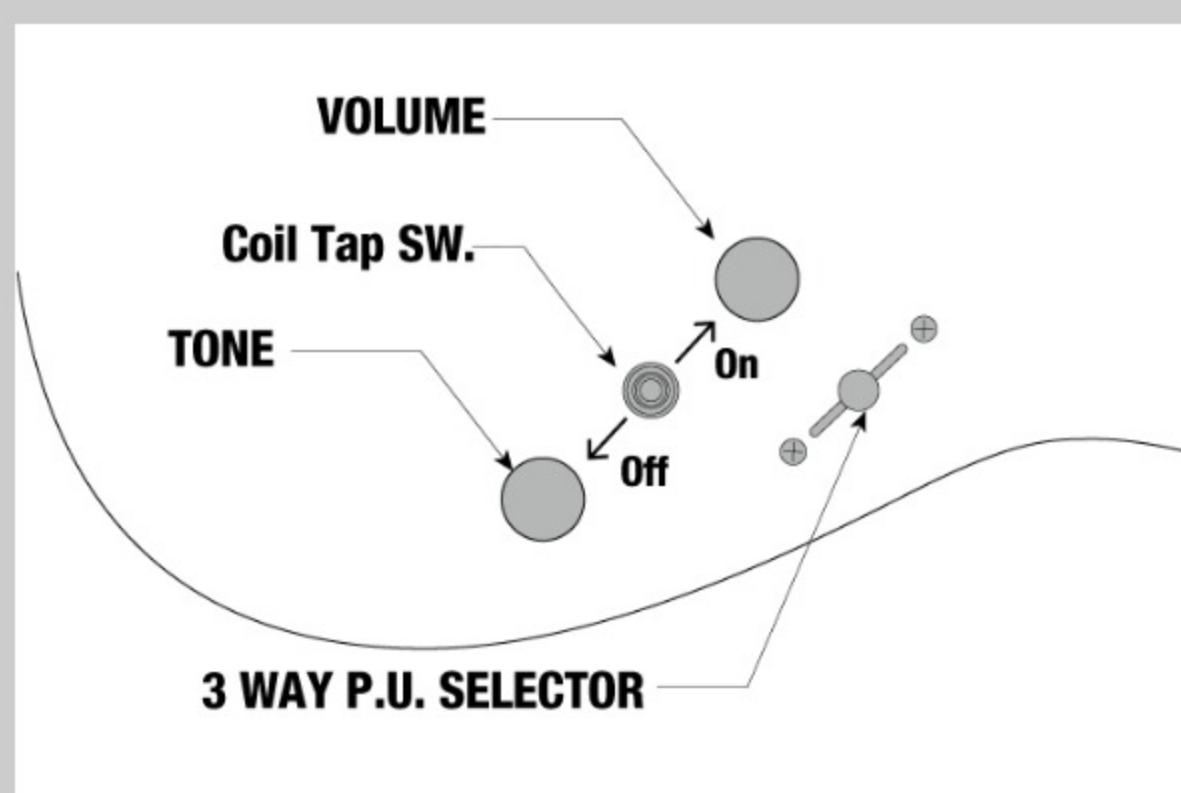 VOLUME
Coil Tap SW.
TONE
On
Off
3 WAY P.U. SELECTOR